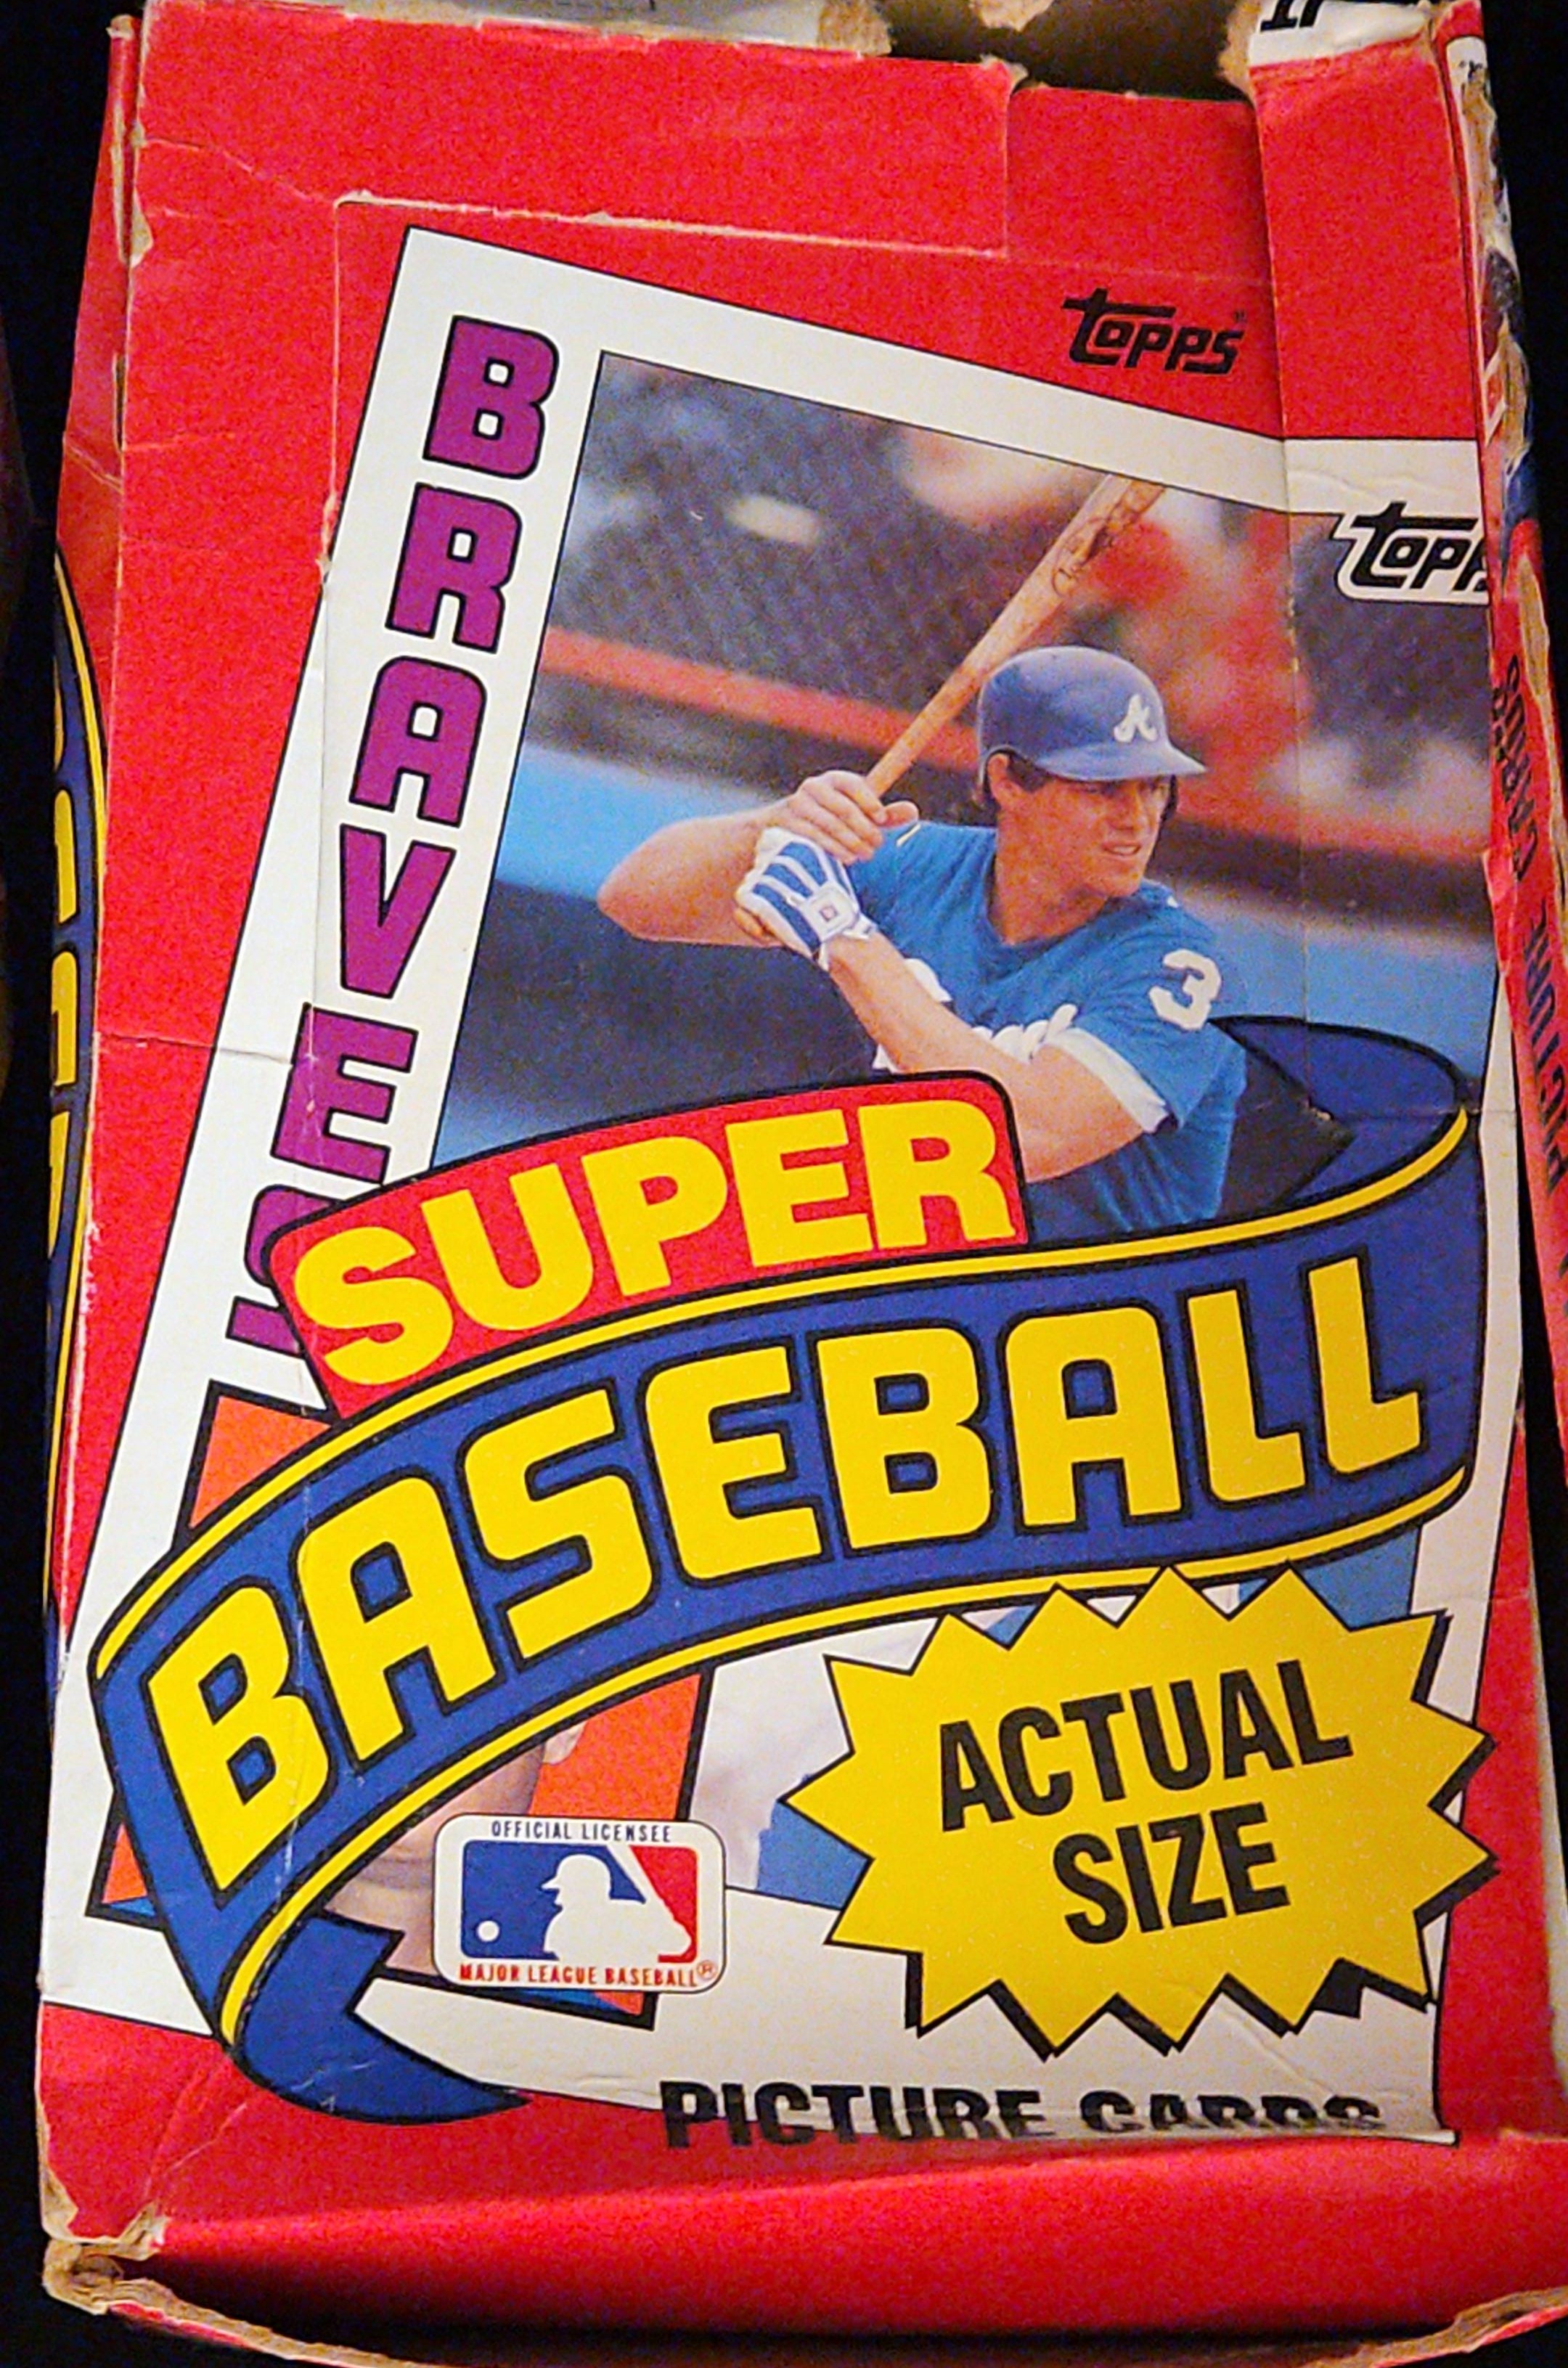 topps
BRAVES
topps
A
3
SUPER
BASEBALL
ACTUAL
SIZE
OFFICIAL LICENSEE
MAJOR LEAGUE BASEBALL®
PICTURE CARDS